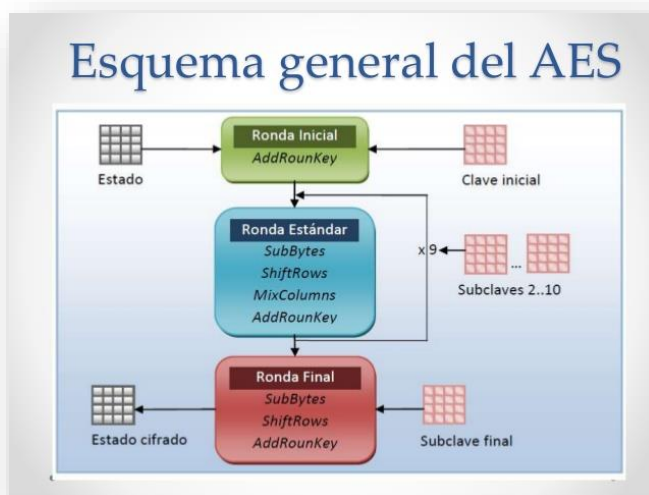 Esquema general del AES
Ronda Inicial
AddRounKey
Estado
Clave inicial
Ronda Estándar
SubBytes
ShiftRows
MixColumns
AddRounKey
x 9
...
Subclaves 2..10
Ronda Final
SubBytes
ShiftRows
AddRounKey
Estado cifrado
Subclave final